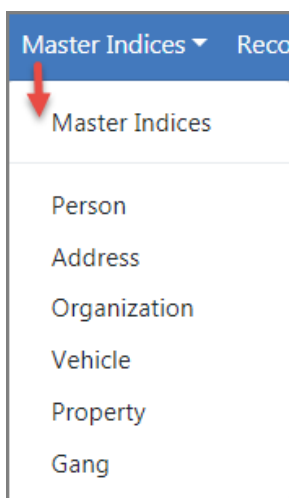 Master Indices Reco
Master Indices
Person
Address
Organization
Vehicle
Property
Gang